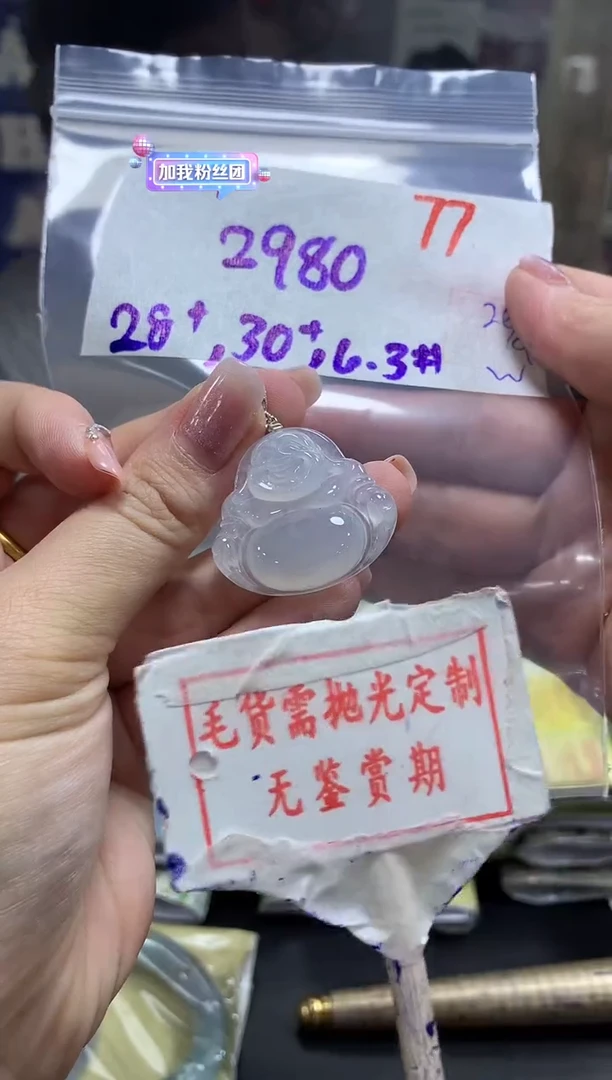 加我粉丝团
77
2980
28+, 30+, 6.3#
毛货需抛光定制
无鉴赏期